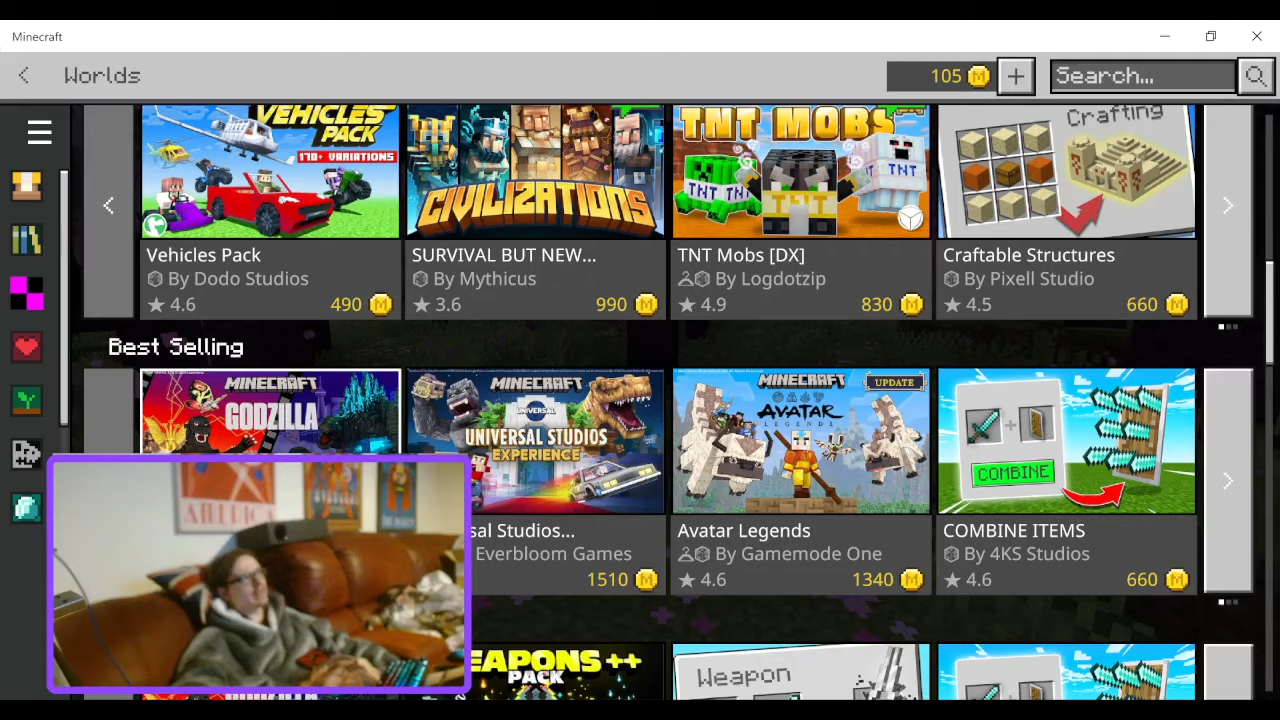 Minecraft
Worlds
105
Search...
VEHICLES
PACK
170+ VARIATIONS
CIVILIZATIONS
TNT MOBS
TNT
TNT
TNT
TNT
Crafting
Vehicles Pack
By Dodo Studios
4.6
490
SURVIVAL BUT NEW...
By Mythicus
3.6
990
TNT Mobs [DX]
By Logdotzip
4.9
830
Craftable Structures
By Pixell Studio
4.5
660
Best Selling
MINECRAFT
GODZILLA
MINECRAFT
UNIVERSAL
UNIVERSAL STUDIOS
EXPERIENCE
MINECRAFT
UPDATE
AVATAR
LEGENDS
COMBINE
sal Studios...
Everbloom Games
1510
Avatar Legends
By Gamemode One
4.6
1340
COMBINE ITEMS
By 4KS Studios
4.6
660
AMERICA
EAPONS ++
PACK
Weapon